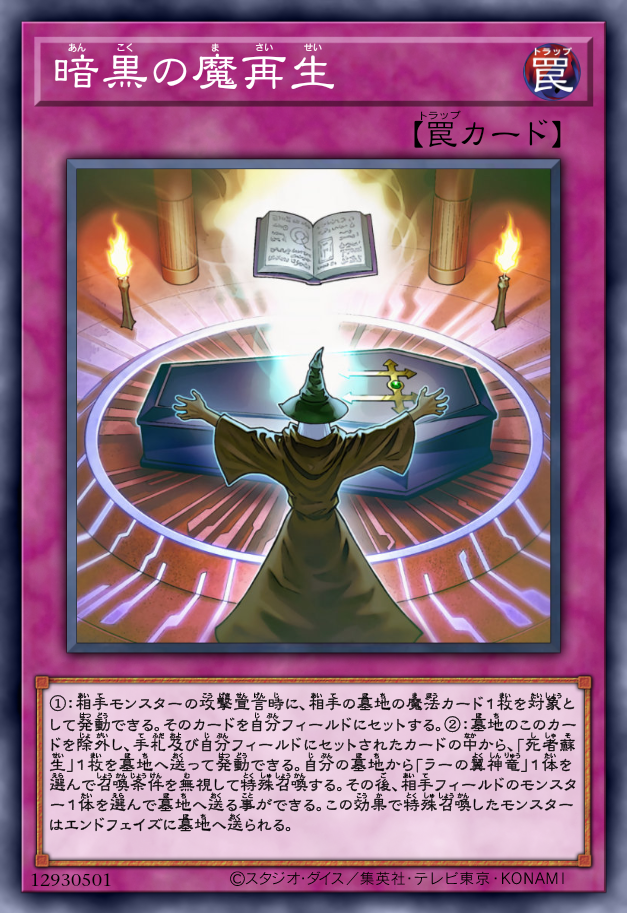 暗黒の魔再生
罠
【罠カード】
①：相手モンスターの攻撃宣言時に、相手の墓地の魔法カード1枚を対象と
して発動できる。そのカードを自分フィールドにセットする。②：墓地のこのカー
ドを除外し、手札及び自分フィールドにセットされたカードの中から、「死者蘇
生」1枚を墓地へ送って発動できる。自分の墓地から「ラーの翼神竜」1体を
選んで召喚条件を無視して特殊召喚する。その後、相手フィールドのモンス
ター1体を選んで墓地へ送る事ができる。この効果で特殊召喚したモンスター
はエンドフェイズに墓地へ送られる。
12930501 ©スタジオ・ダイス／集英社・テレビ東京・KONAMI